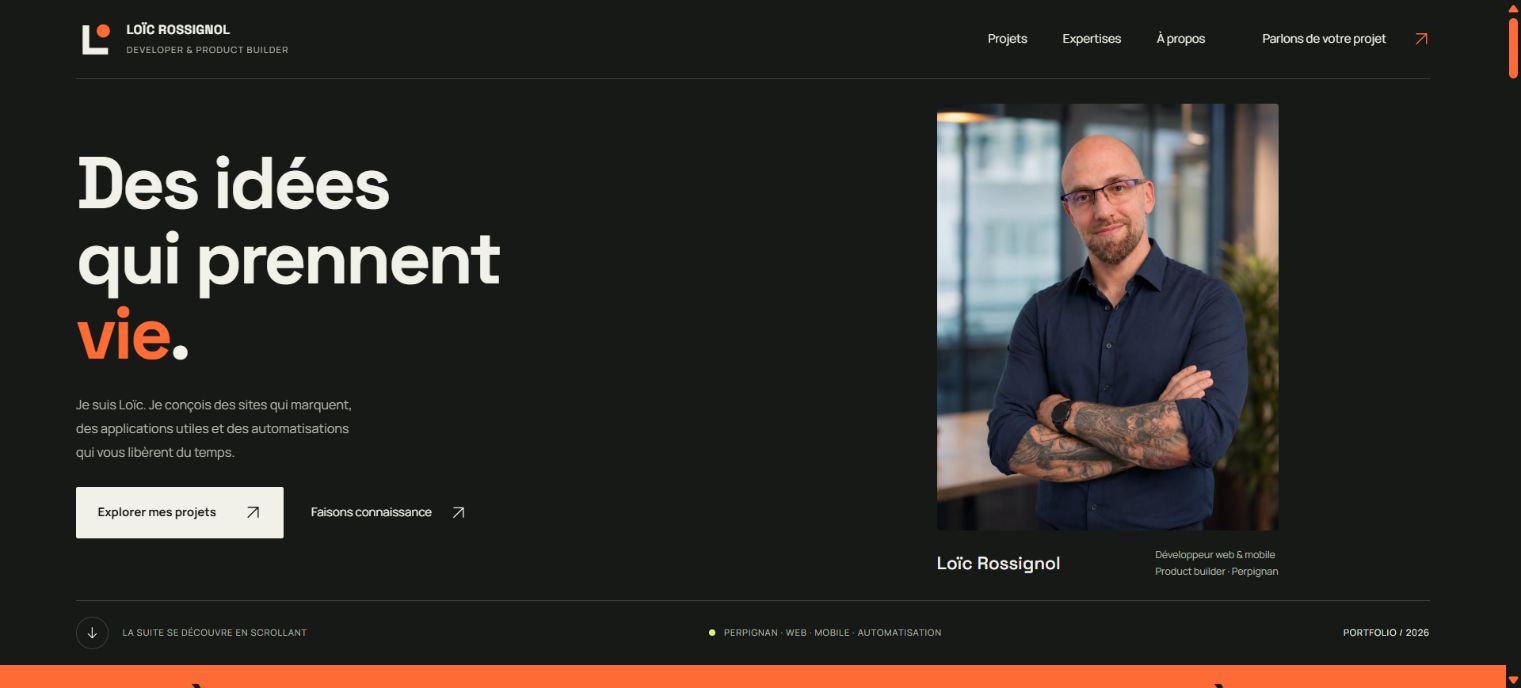 LOÏC ROSSIGNOL
DEVELOPER & PRODUCT BUILDER
Projets
Expertises
À propos
Parlons de votre projet
Des idées
qui prennent
vie.
Je suis Loïc. Je conçois des sites qui marquent,
des applications utiles et des automatisations
qui vous libèrent du temps.
Explorer mes projets
Faisons connaissance
Loïc Rossignol
Développeur web & mobile
Product builder · Perpignan
LA SUITE SE DÉCOUVRE EN SCROLLANT
PERPIGNAN · WEB · MOBILE · AUTOMATISATION
PORTFOLIO / 2026